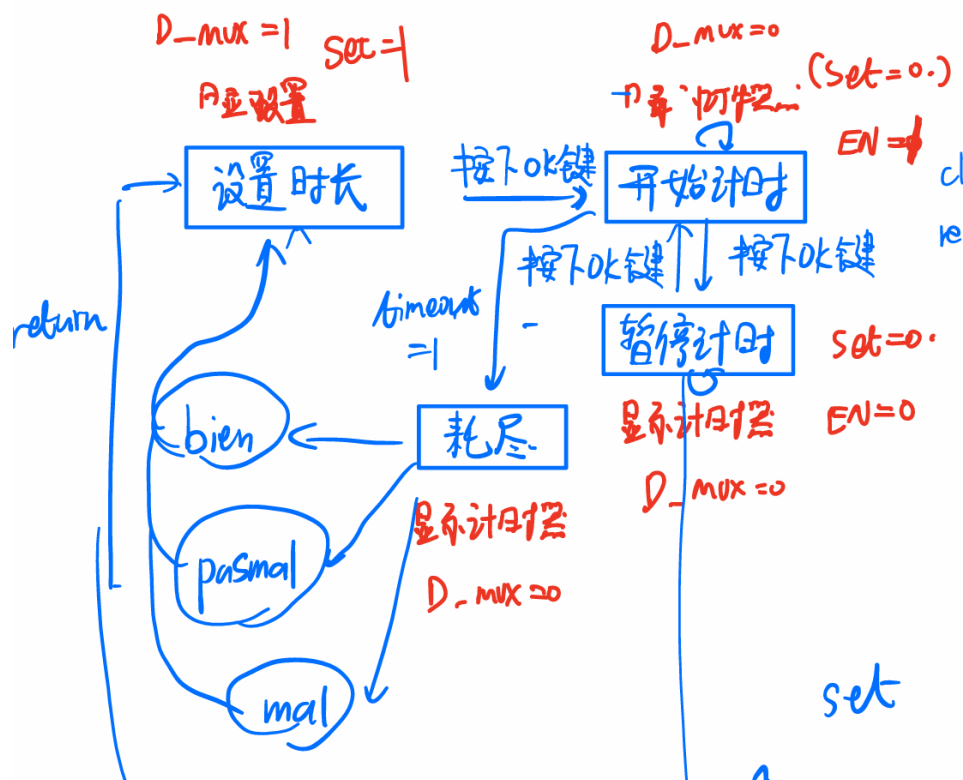 D_mux=1
Set=1
设置
设置时长
return
D_mux=0
(Set=0.)
EN=
按下OK键
开始计时
按下OK键
按下OK键
timeout
=1
暂停计时
set=0.
显示计时器
EN=0
D_mux=0
bien
耗尽
显示计时器
D_mux=0
pasmal
mal
set